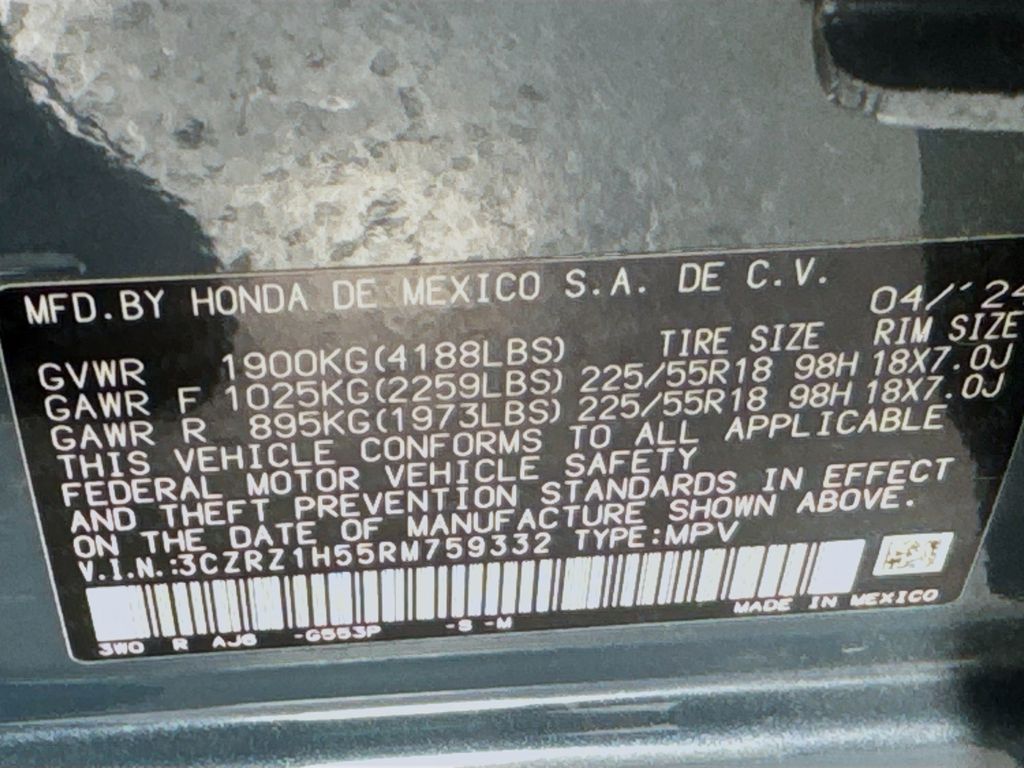 MFD.BY HONDA DE MEXICO S.A. DE C.V.
04/'24
TIRE SIZE RIM SIZE
GVWR 1900KG(4188LBS)
GAWR F 1025KG(2259LBS) 225/55R18 98H 18X7.0J
GAWR R 895KG(1973LBS) 225/55R18 98H 18X7.0J
THIS VEHICLE CONFORMS TO ALL APPLICABLE
FEDERAL MOTOR VEHICLE SAFETY
AND THEFT PREVENTION STANDARDS IN EFFECT
ON THE DATE OF MANUFACTURE SHOWN ABOVE.
V.I.N.:3CZRZ1H55RM759332 TYPE:MPV
3W0 R AJG -G553P -S -M MADE IN MEXICO